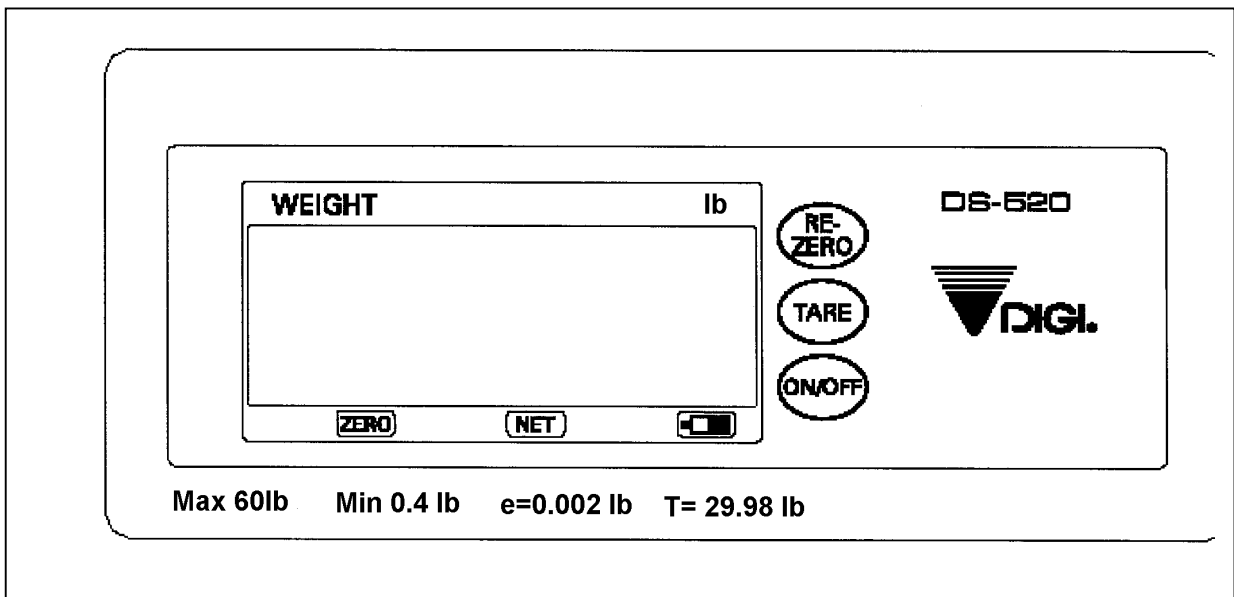 WEIGHT lb
RE-
ZERO
TARE
ON/OFF
DS-520
DIGI.
ZERO NET
Max 60lb Min 0.4 lb e=0.002 lb T= 29.98 lb